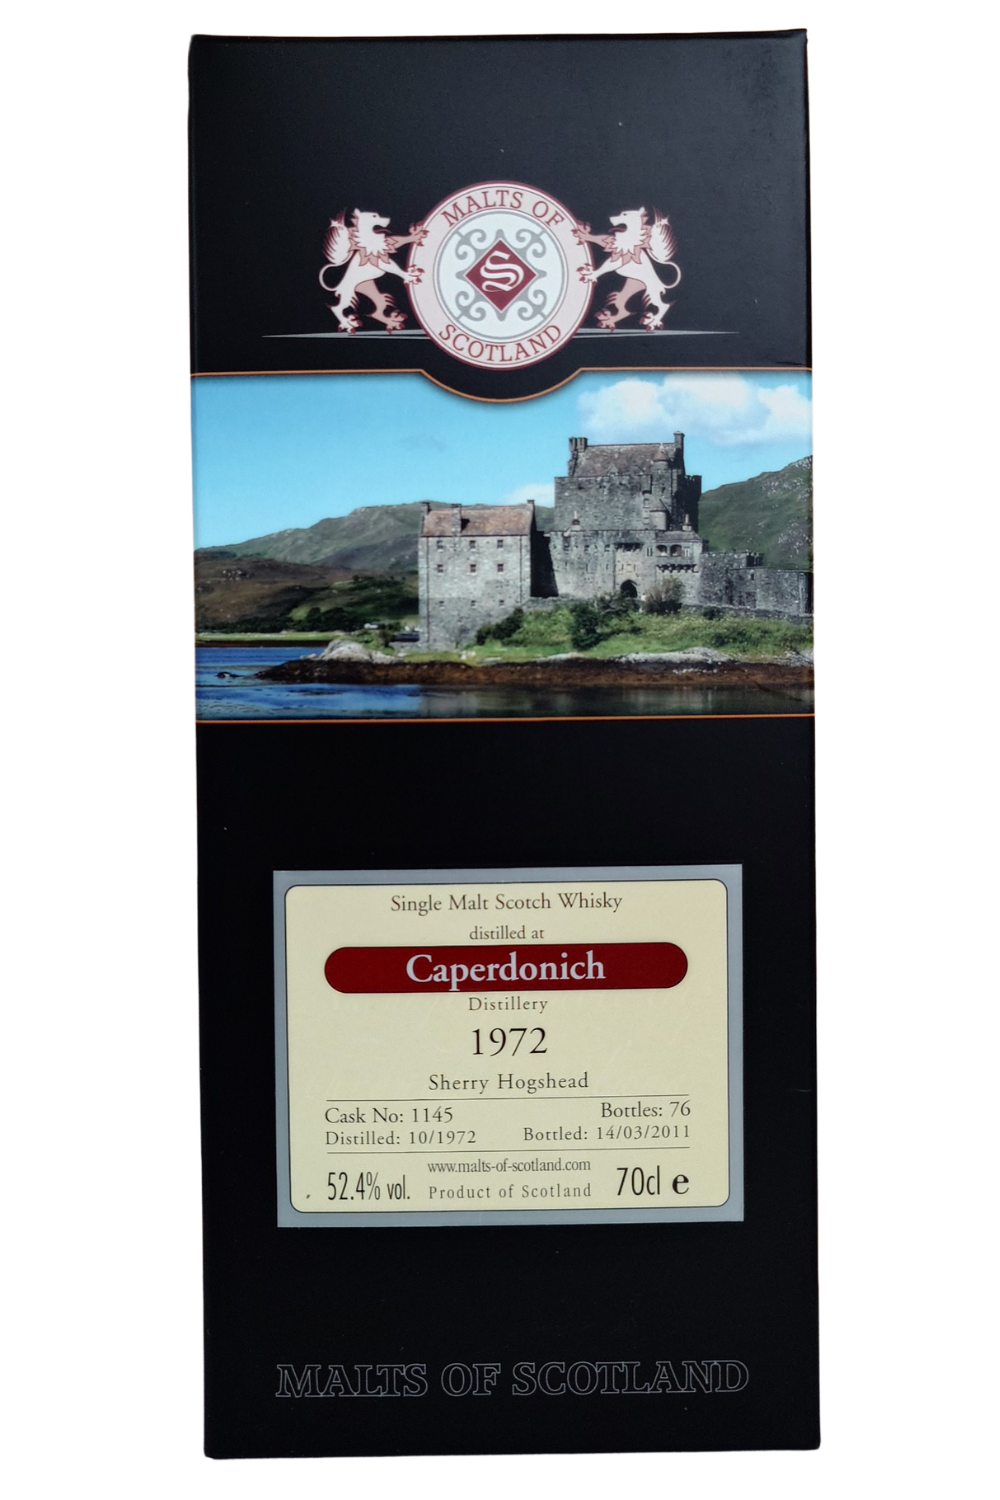 MALTS OF
S
SCOTLAND
Single Malt Scotch Whisky
distilled at
Caperdonich
Distillery
1972
Sherry Hogshead
Cask No: 1145 Bottles: 76
Distilled: 10/1972 Bottled: 14/03/2011
www.malts-of-scotland.com
52.4% vol. Product of Scotland 70cl e
MALTS OF SCOTLAND